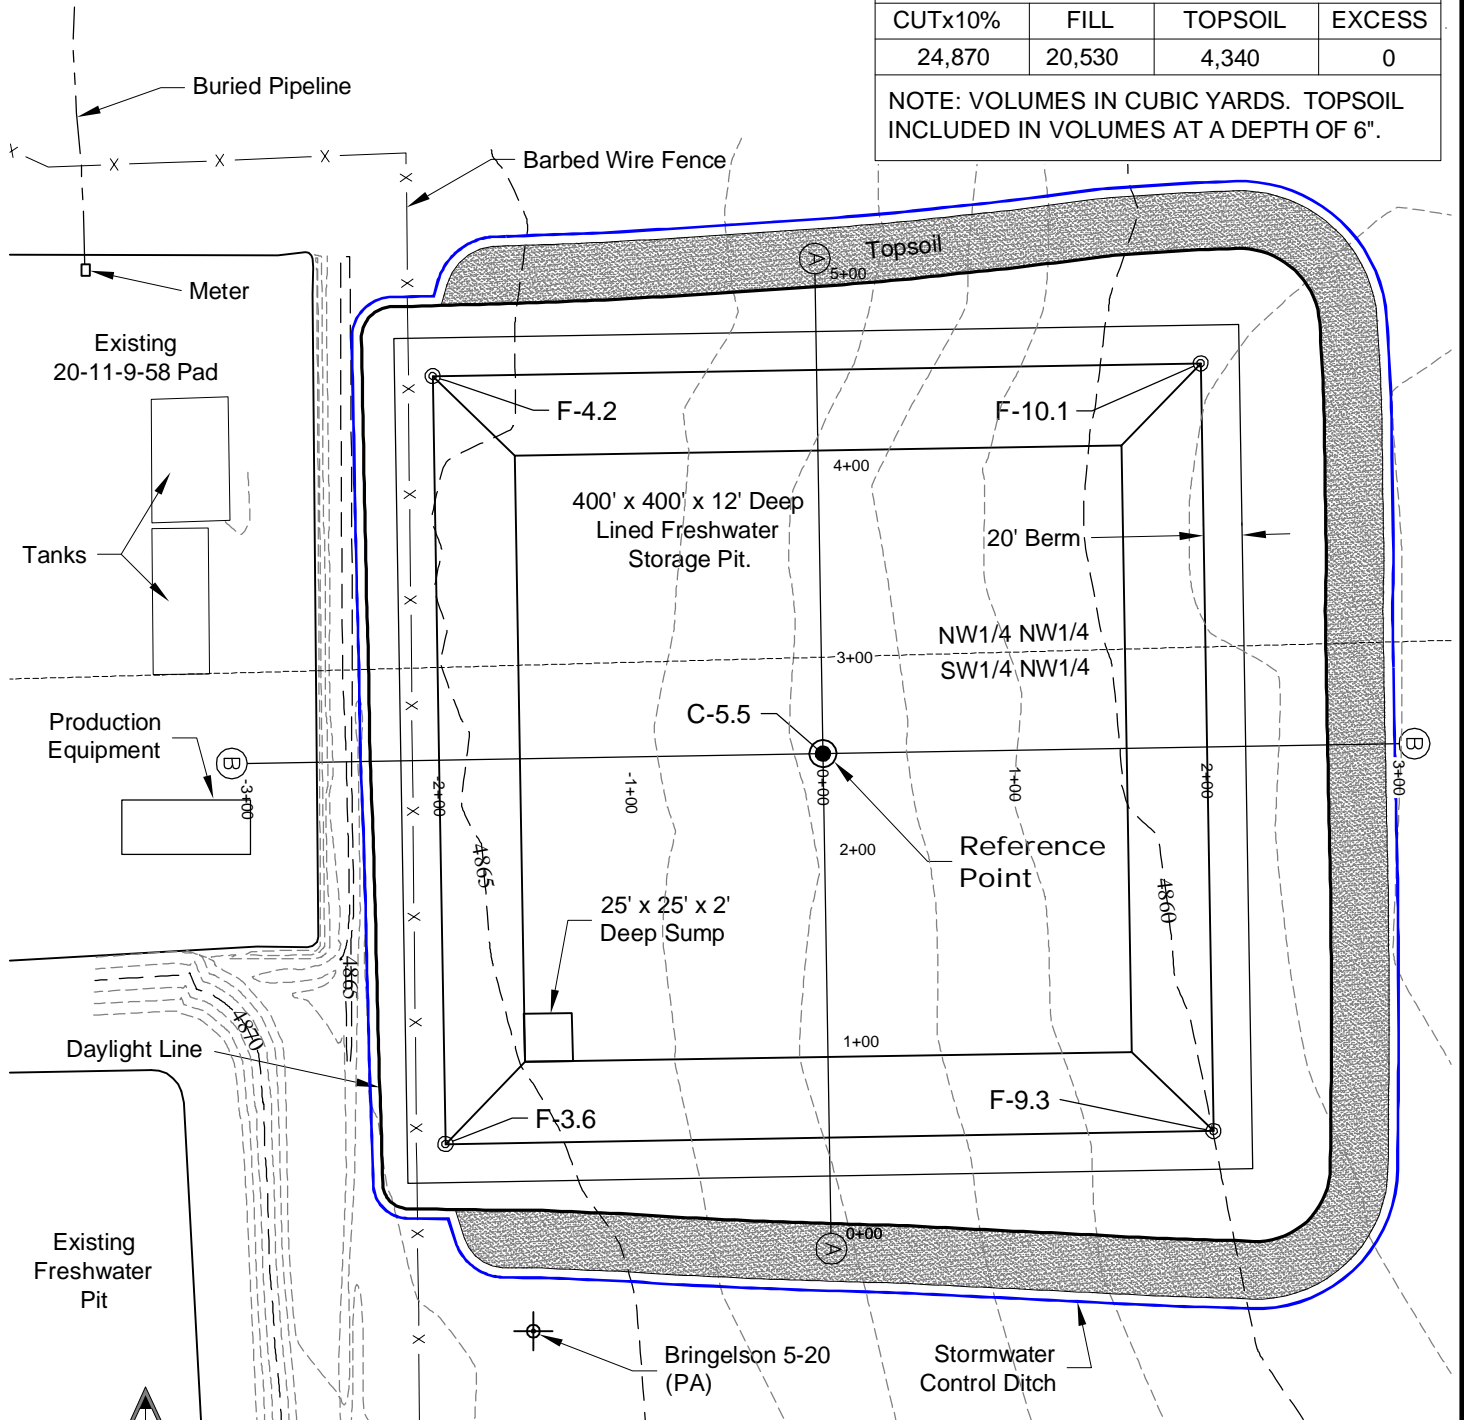 CUTx10% FILL TOPSOIL EXCESS
24,870 20,530 4,340 0
NOTE: VOLUMES IN CUBIC YARDS. TOPSOIL
INCLUDED IN VOLUMES AT A DEPTH OF 6".
Buried Pipeline
Barbed Wire Fence
Meter
Existing
20-11-9-58 Pad
Topsoil
A
5+00
F-4.2
F-10.1
4+00
400' x 400' x 12' Deep
Lined Freshwater
Storage Pit.
20' Berm
Tanks
NW1/4 NW1/4
3+00
SW1/4 NW1/4
C-5.5
Production
Equipment
B
B
-3+00
-2+00
-1+00
0+00
1+00
2+00
3+00
Reference
Point
2+00
4865
4860
25' x 25' x 2'
Deep Sump
4865
4870
Daylight Line
1+00
F-3.6
F-9.3
0+00
A
Existing
Freshwater
Pit
Bringelson 5-20
(PA)
Stormwater
Control Ditch
X X X X X X X X X X X X X X X X